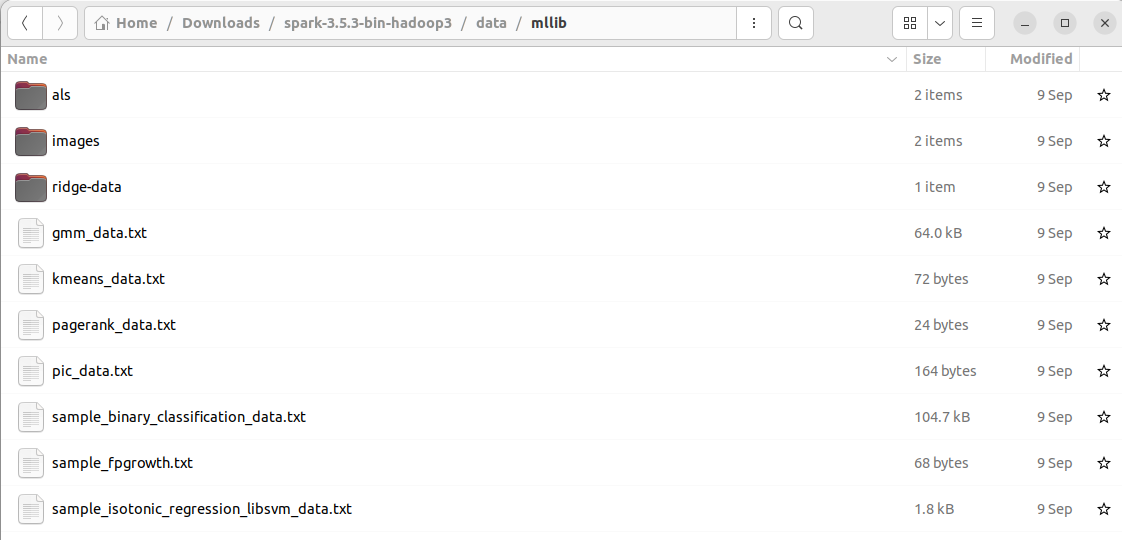 Home / Downloads / spark-3.5.3-bin-hadoop3 / data / mllib
Name Size Modified
als 2 items 9 Sep
images 2 items 9 Sep
ridge-data 1 item 9 Sep
gmm_data.txt 64.0 kB 9 Sep
kmeans_data.txt 72 bytes 9 Sep
pagerank_data.txt 24 bytes 9 Sep
pic_data.txt 164 bytes 9 Sep
sample_binary_classification_data.txt 104.7 kB 9 Sep
sample_fpgrowth.txt 68 bytes 9 Sep
sample_isotonic_regression_libsvm_data.txt 1.8 kB 9 Sep